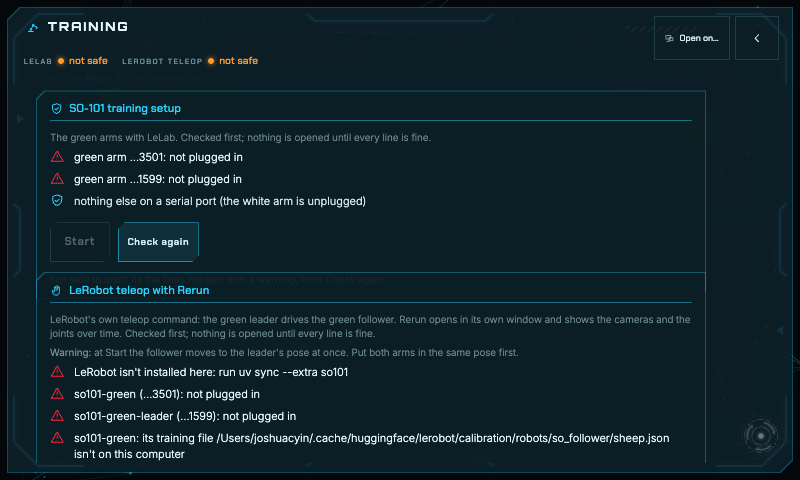 TRAINING
Open on...
LELAB not safe LEROBOT TELEOP not safe
SO-101 training setup
The green arms with LeLab. Checked first; nothing is opened until every line is fine.
green arm ...3501: not plugged in
green arm ...1599: not plugged in
nothing else on a serial port (the white arm is unplugged)
Start
Check again
LeRobot teleop with Rerun
LeRobot's own teleop command: the green leader drives the green follower. Rerun opens in its own window and shows the cameras and the
joints over time. Checked first; nothing is opened until every line is fine.
Warning: at Start the follower moves to the leader's pose at once. Put both arms in the same pose first.
LeRobot isn't installed here: run uv sync --extra so101
so101-green (...3501): not plugged in
so101-green-leader (...1599): not plugged in
so101-green: its training file /Users/joshuacyin/.cache/huggingface/lerobot/calibration/robots/so_follower/sheep.json
isn't on this computer